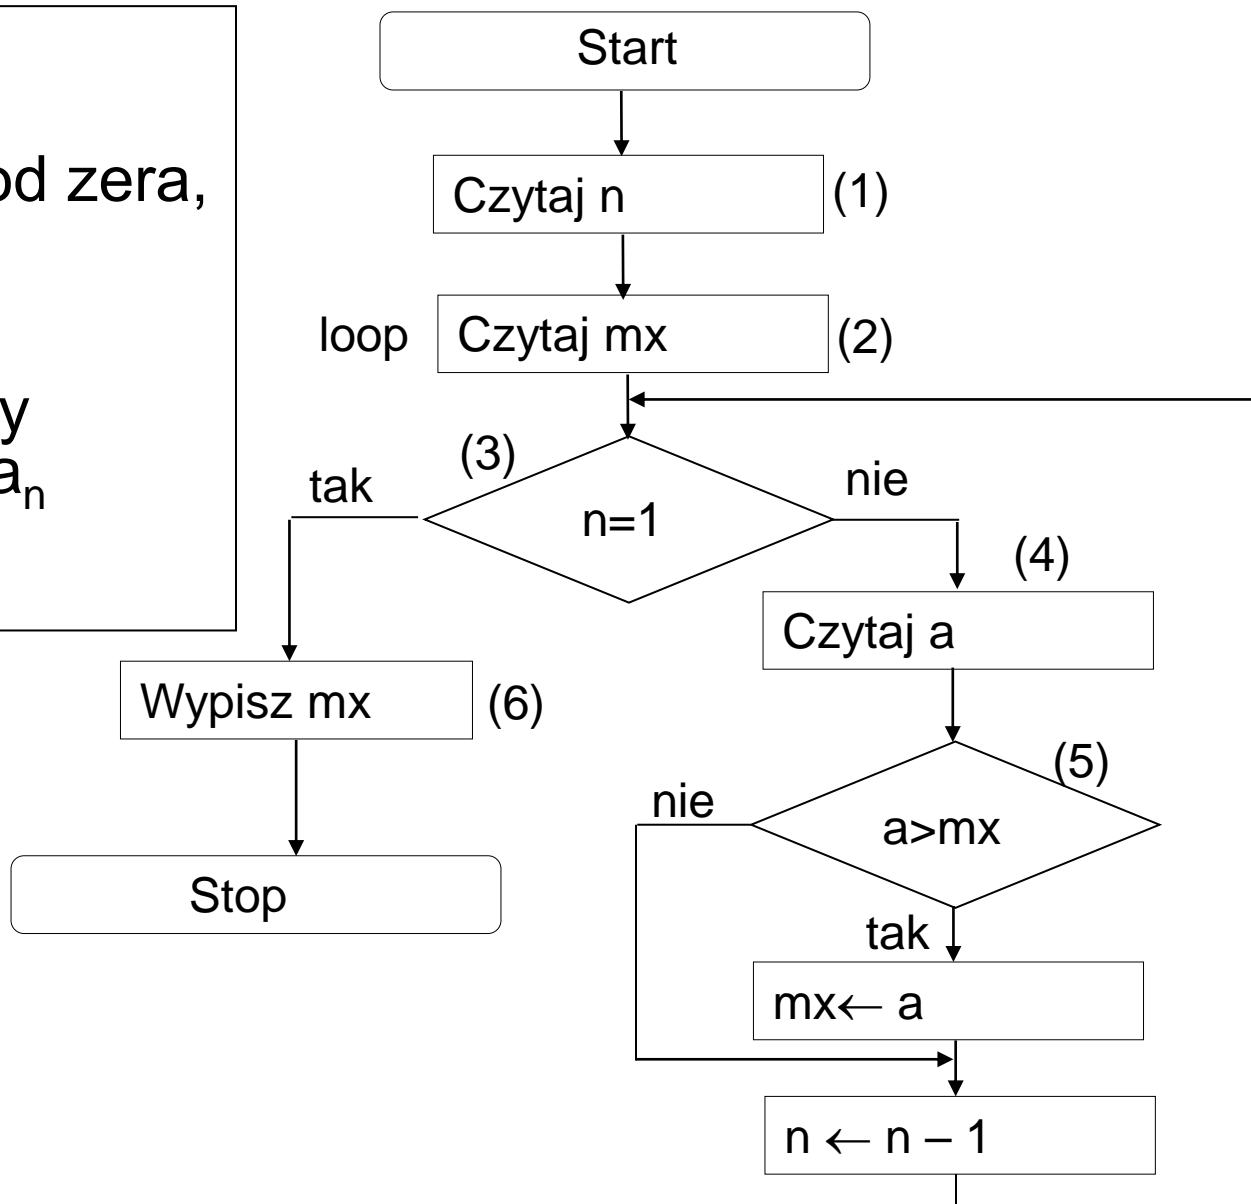 od zera,
y
aₙ
Start
Czytaj n
(1)
loop
Czytaj mx
(2)
(3)
tak
n=1
nie
(4)
Czytaj a
Wypisz mx
(6)
(5)
nie
a>mx
Stop
tak
mx← a
n ← n – 1